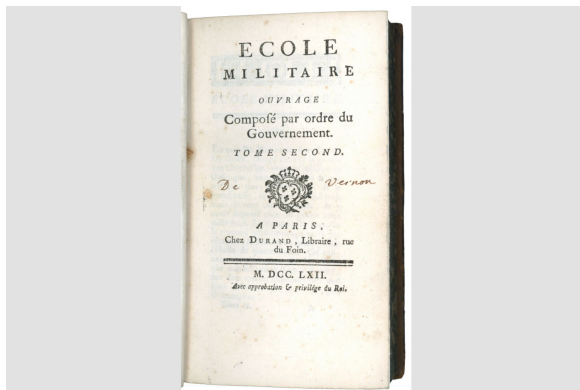 ECOLE
MILITAIRE
OUVRAGE
Composé par ordre du
Gouvernement.
TOME SECOND.
De Vernon
A PARIS,
Chez DURAND, Libraire, rue
du Foin.
M. DCC. LXII.
Avec approbation & privilége du Roi.